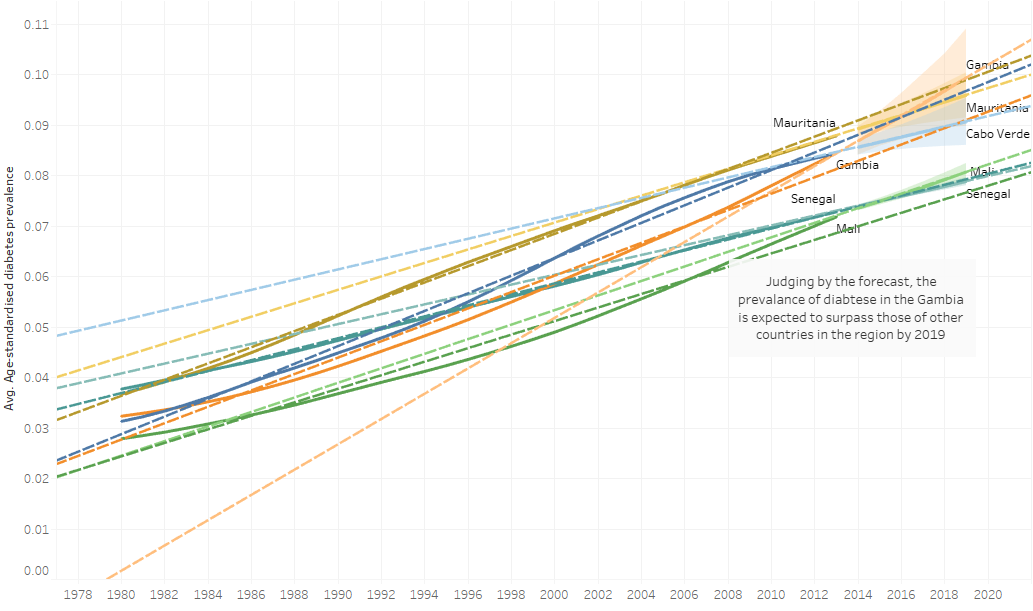 0.11
0.10
0.09
0.08
0.07
0.06
0.05
0.04
0.03
0.02
0.01
0.00
Avg. Age-standardised diabetes prevalence
Gambia
Mauritania
Mauritania
Cabo Verde
Gambia
Mali
Senegal
Senegal
Mali
Judging by the forecast, the
prevalance of diabtese in the Gambia
is expected to surpass those of other
countries in the region by 2019
1978 1980 1982 1984 1986 1988 1990 1992 1994 1996 1998 2000 2002 2004 2006 2008 2010 2012 2014 2016 2018 2020